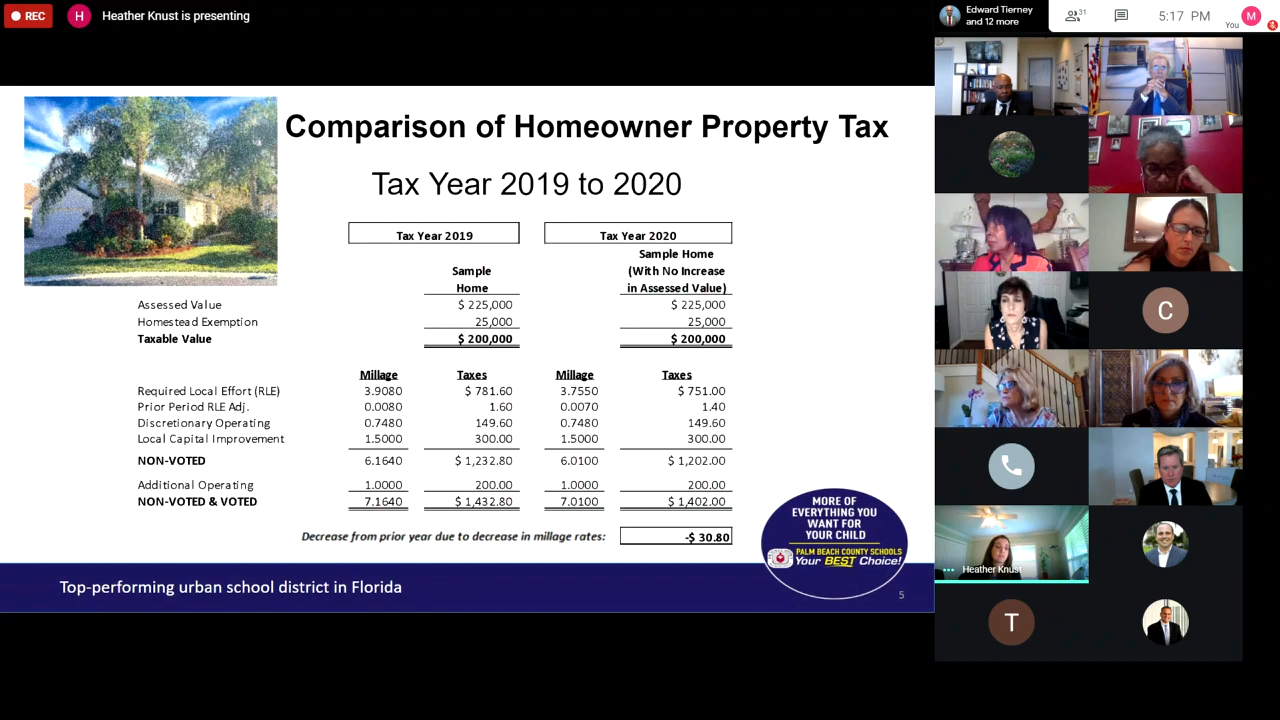 REC
H
Heather Knust is presenting
Edward Tierney
and 12 more
31
5:17 PM
You
M
Comparison of Homeowner Property Tax
Tax Year 2019 to 2020
Tax Year 2019 Tax Year 2020
Sample Home
Sample (With No Increase
Home in Assessed Value)
Assessed Value $ 225,000 $ 225,000
Homestead Exemption 25,000 25,000
Taxable Value $ 200,000 $ 200,000
Millage Taxes Millage Taxes
Required Local Effort (RLE) 3.9080 $ 781.60 3.7550 $ 751.00
Prior Period RLE Adj. 0.0080 1.60 0.0070 1.40
Discretionary Operating 0.7480 149.60 0.7480 149.60
Local Capital Improvement 1.5000 300.00 1.5000 300.00
NON-VOTED 6.1640 $ 1,232.80 6.0100 $ 1,202.00
Additional Operating 1.0000 200.00 1.0000 200.00
NON-VOTED & VOTED 7.1640 $ 1,432.80 7.0100 $ 1,402.00
Decrease from prior year due to decrease in millage rates: -$ 30.80
MORE OF
EVERYTHING YOU
WANT FOR
YOUR CHILD
PALM BEACH COUNTY SCHOOLS
Your BEST Choice!
Top-performing urban school district in Florida
5
C
Heather Knust
T